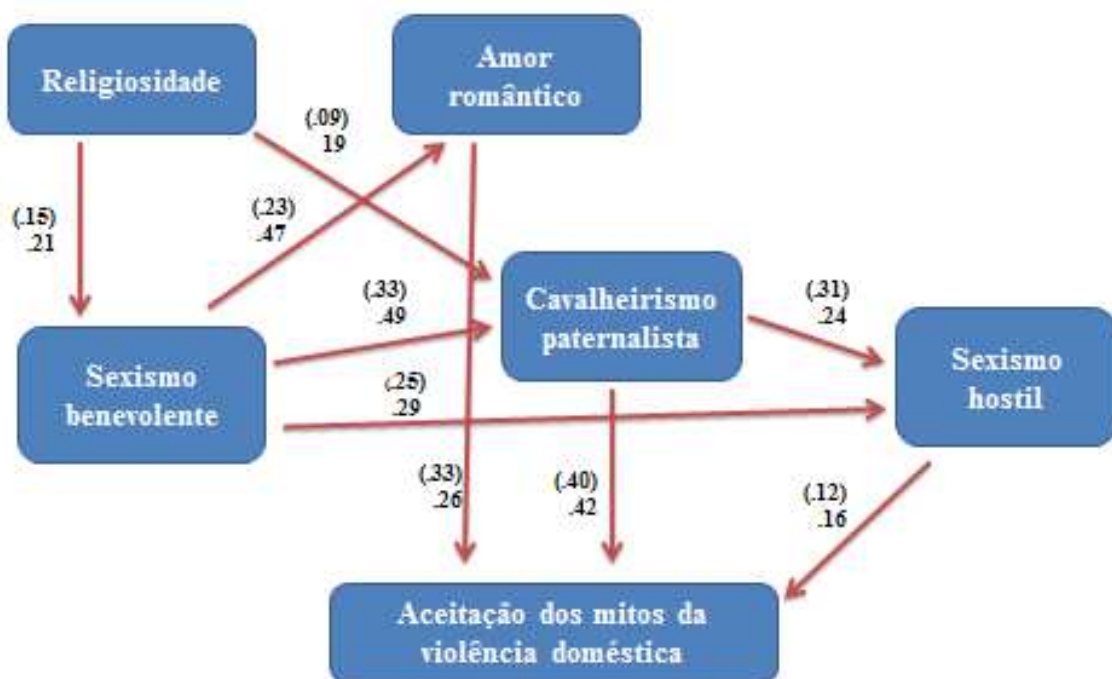 Religiosidade
Amor
romântico
(.09)
19
(.15)
.21
(.23)
.47
(.33)
.49
Cavalheirismo
paternalista
(.31)
.24
Sexismo
benevolente
Sexismo
hostil
(.25)
.29
(.33)
.26
(.40)
.42
(.12)
.16
Aceitação dos mitos da
violência doméstica